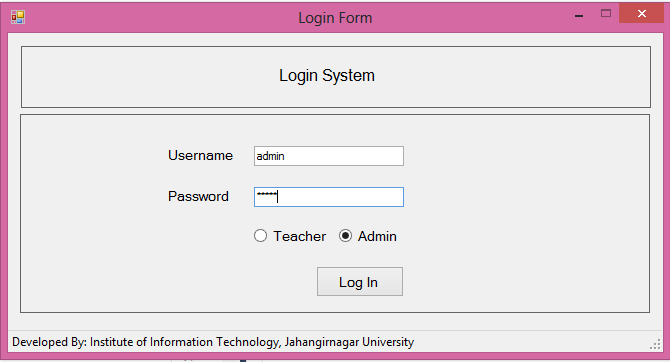 Login Form
Login System
Username admin
Password *****
Teacher Admin
Log In
Developed By: Institute of Information Technology, Jahangirnagar University